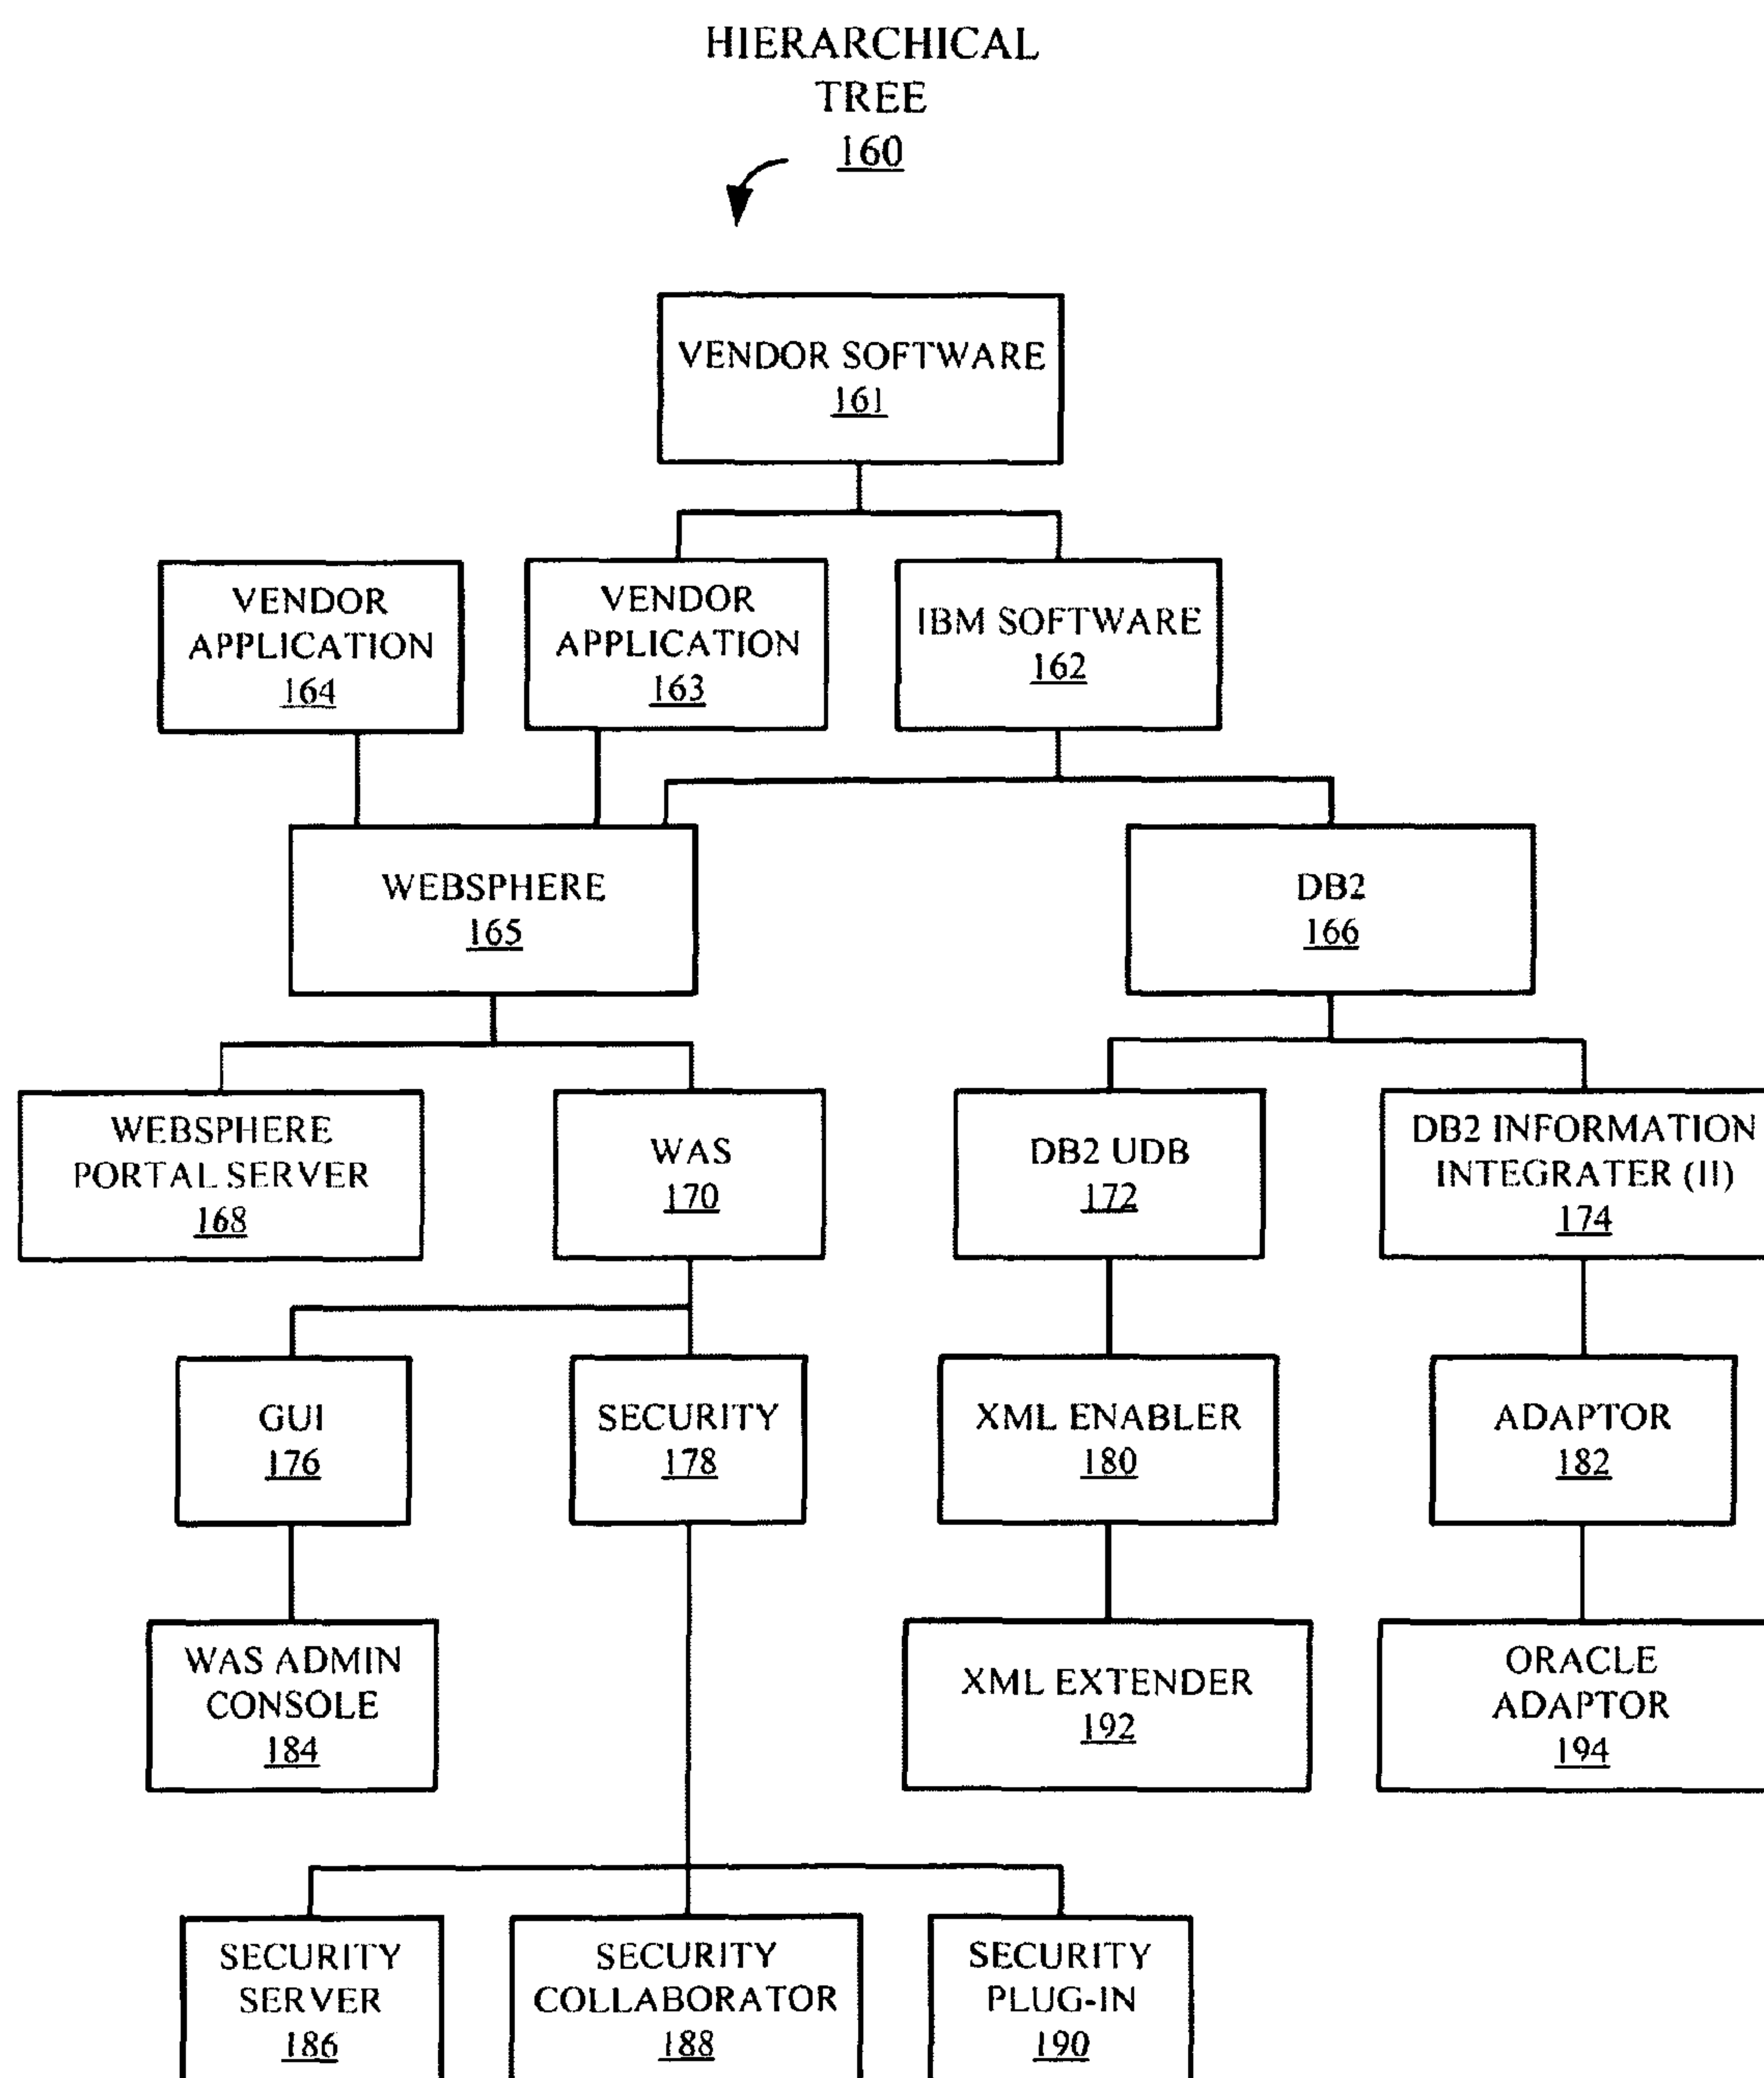 HIERARCHICAL
TREE
160
VENDOR SOFTWARE
161
VENDOR
APPLICATION
164
VENDOR
APPLICATION
163
IBM SOFTWARE
162
WEBSPHERE
165
DB2
166
WEBSPHERE
PORTAL SERVER
168
WAS
170
DB2 UDB
172
DB2 INFORMATION
INTEGRATER (II)
174
GUI
176
SECURITY
178
XML ENABLER
180
ADAPTOR
182
WAS ADMIN
CONSOLE
184
XML EXTENDER
192
ORACLE
ADAPTOR
194
SECURITY
SERVER
186
SECURITY
COLLABORATOR
188
SECURITY
PLUG-IN
190